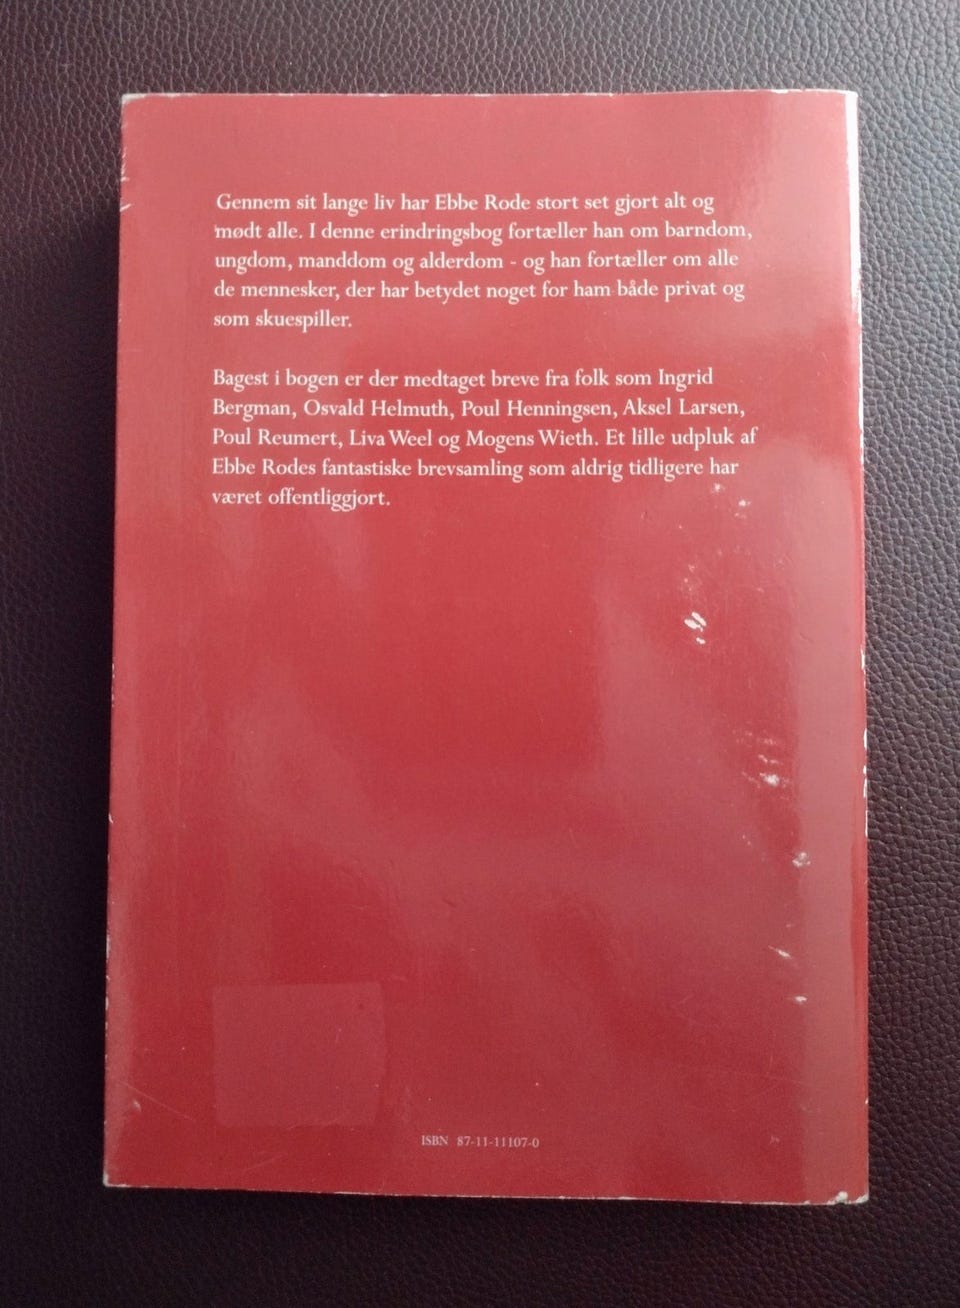 Gennem sit lange liv har Ebbe Rode stort set gjort alt og
mødt alle. I denne erindringsbog fortæller han om barndom,
ungdom, manddom og alderdom - og han fortæller om alle
de mennesker, der har betydet noget for ham både privat og
som skuespiller.
Bagest i bogen er der medtaget breve fra folk som Ingrid
Bergman, Osvald Helmuth, Poul Henningsen, Aksel Larsen,
Poul Reumert, Liva Weel og Mogens Wieth. Et lille udpluk af
Ebbe Rodes fantastiske brevsamling som aldrig tidligere har
været offentliggjort.
ISBN 87-11-11107-0